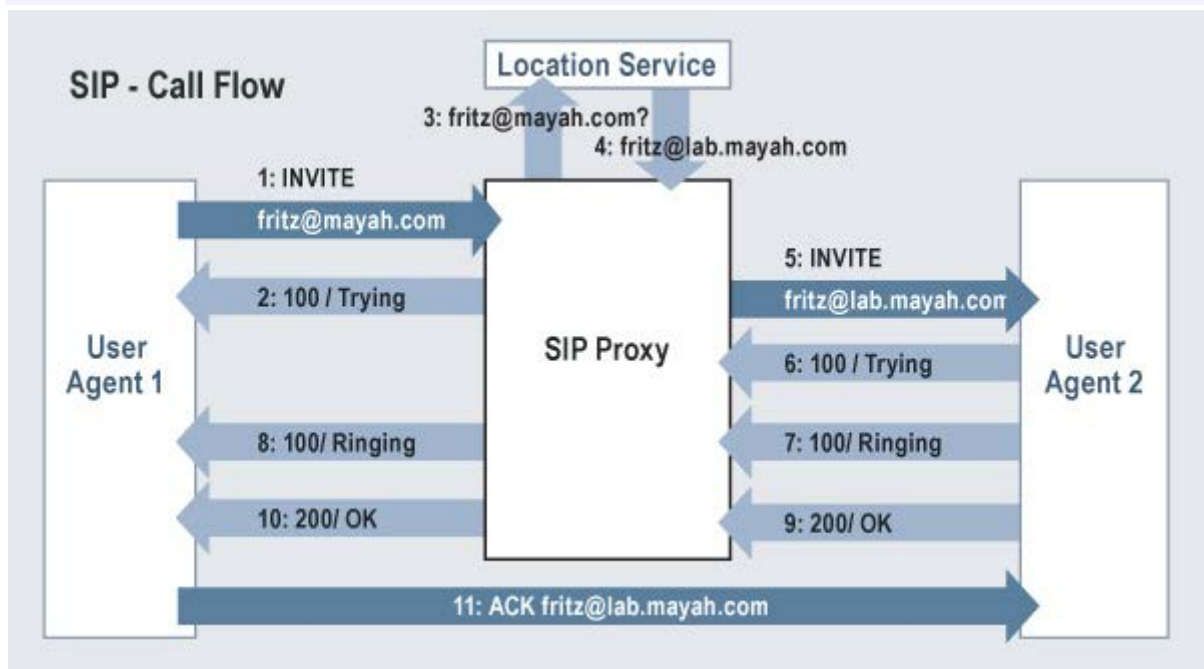 SIP - Call Flow
Location Service
3: fritz@mayah.com?
4: fritz@lab.mayah.com
1: INVITE
fritz@mayah.com
5: INVITE
fritz@lab.mayah.com
2: 100 / Trying
SIP Proxy
User
Agent 1
User
Agent 2
6: 100 / Trying
8: 100/ Ringing
7: 100/ Ringing
10: 200/ OK
9: 200/ OK
11: ACK fritz@lab.mayah.com